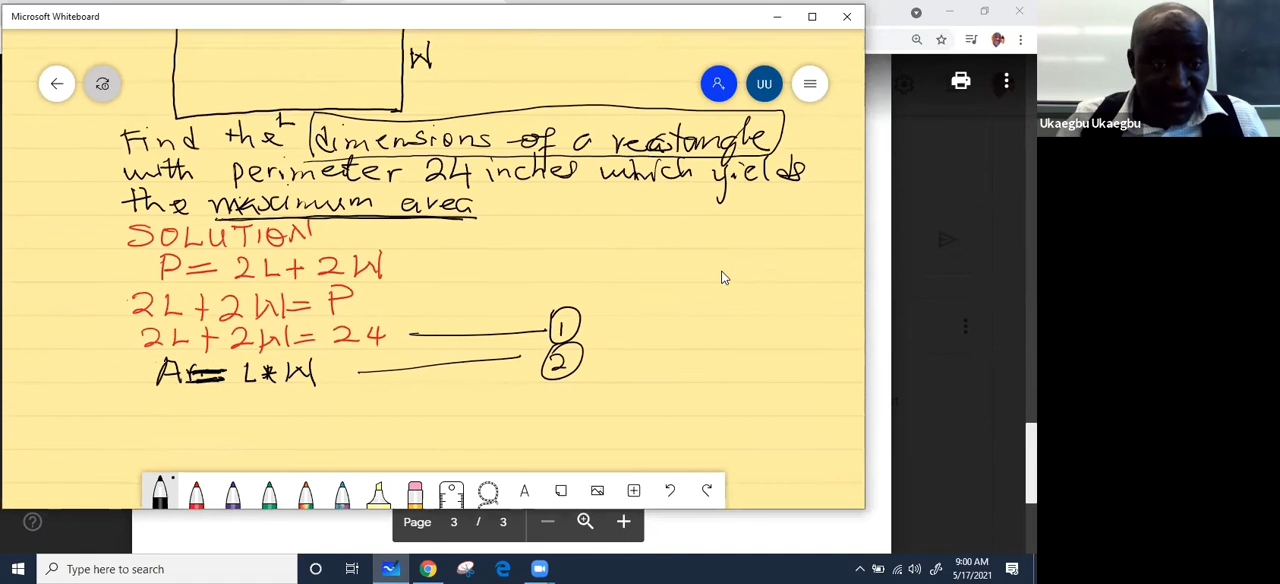 Microsoft Whiteboard
W
UU
L
Find the dimensions of a rectangle
with perimeter 24 inches which yields
the maximum area
SOLUTION
P = 2L + 2W
2L + 2W = P
2L + 2W = 24 1
A = L * W 2
A
Page 3 / 3
Type here to search
9:00 AM
5/17/2021
Ukaegbu Ukaegbu